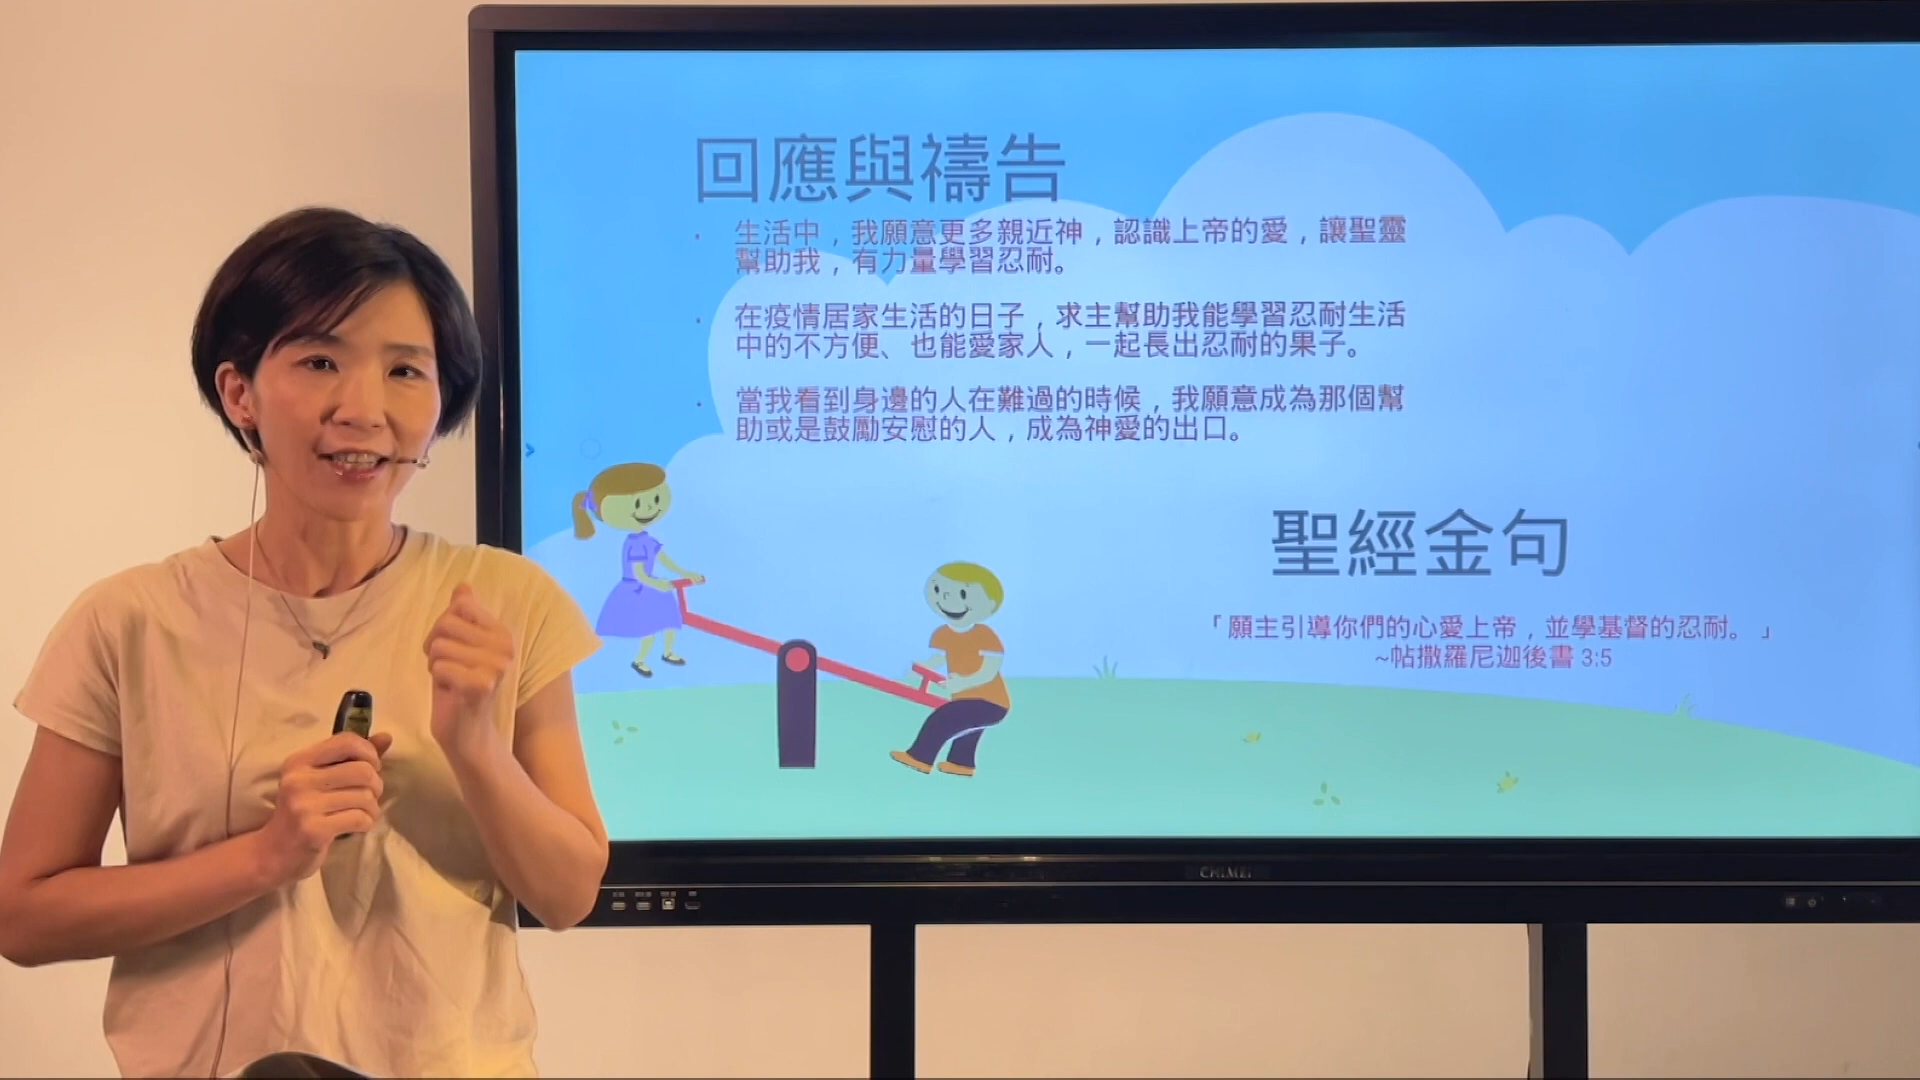 回應與禱告
• 生活中，我願意更多親近神，認識上帝的愛，讓聖靈
幫助我，有力量學習忍耐。
• 在疫情居家生活的日子，求主幫助我能學習忍耐生活
中的不方便、也能愛家人，一起長出忍耐的果子。
• 當我看到身邊的人在難過的時候，我願意成為那個幫
助或是鼓勵安慰的人，成為神愛的出口。
聖經金句
「願主引導你們的心愛上帝，並學基督的忍耐。」
~帖撒羅尼迦後書 3:5
CHIMEI